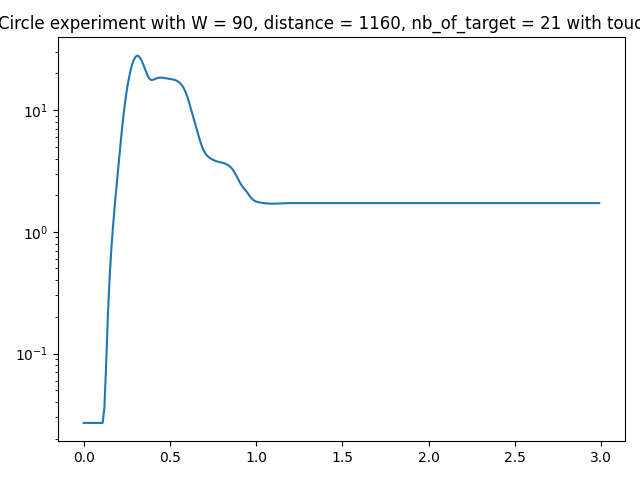 Circle experiment with W = 90, distance = 1160, nb_of_target = 21 with touc
10¹
10⁰
10⁻¹
0.0 0.5 1.0 1.5 2.0 2.5 3.0